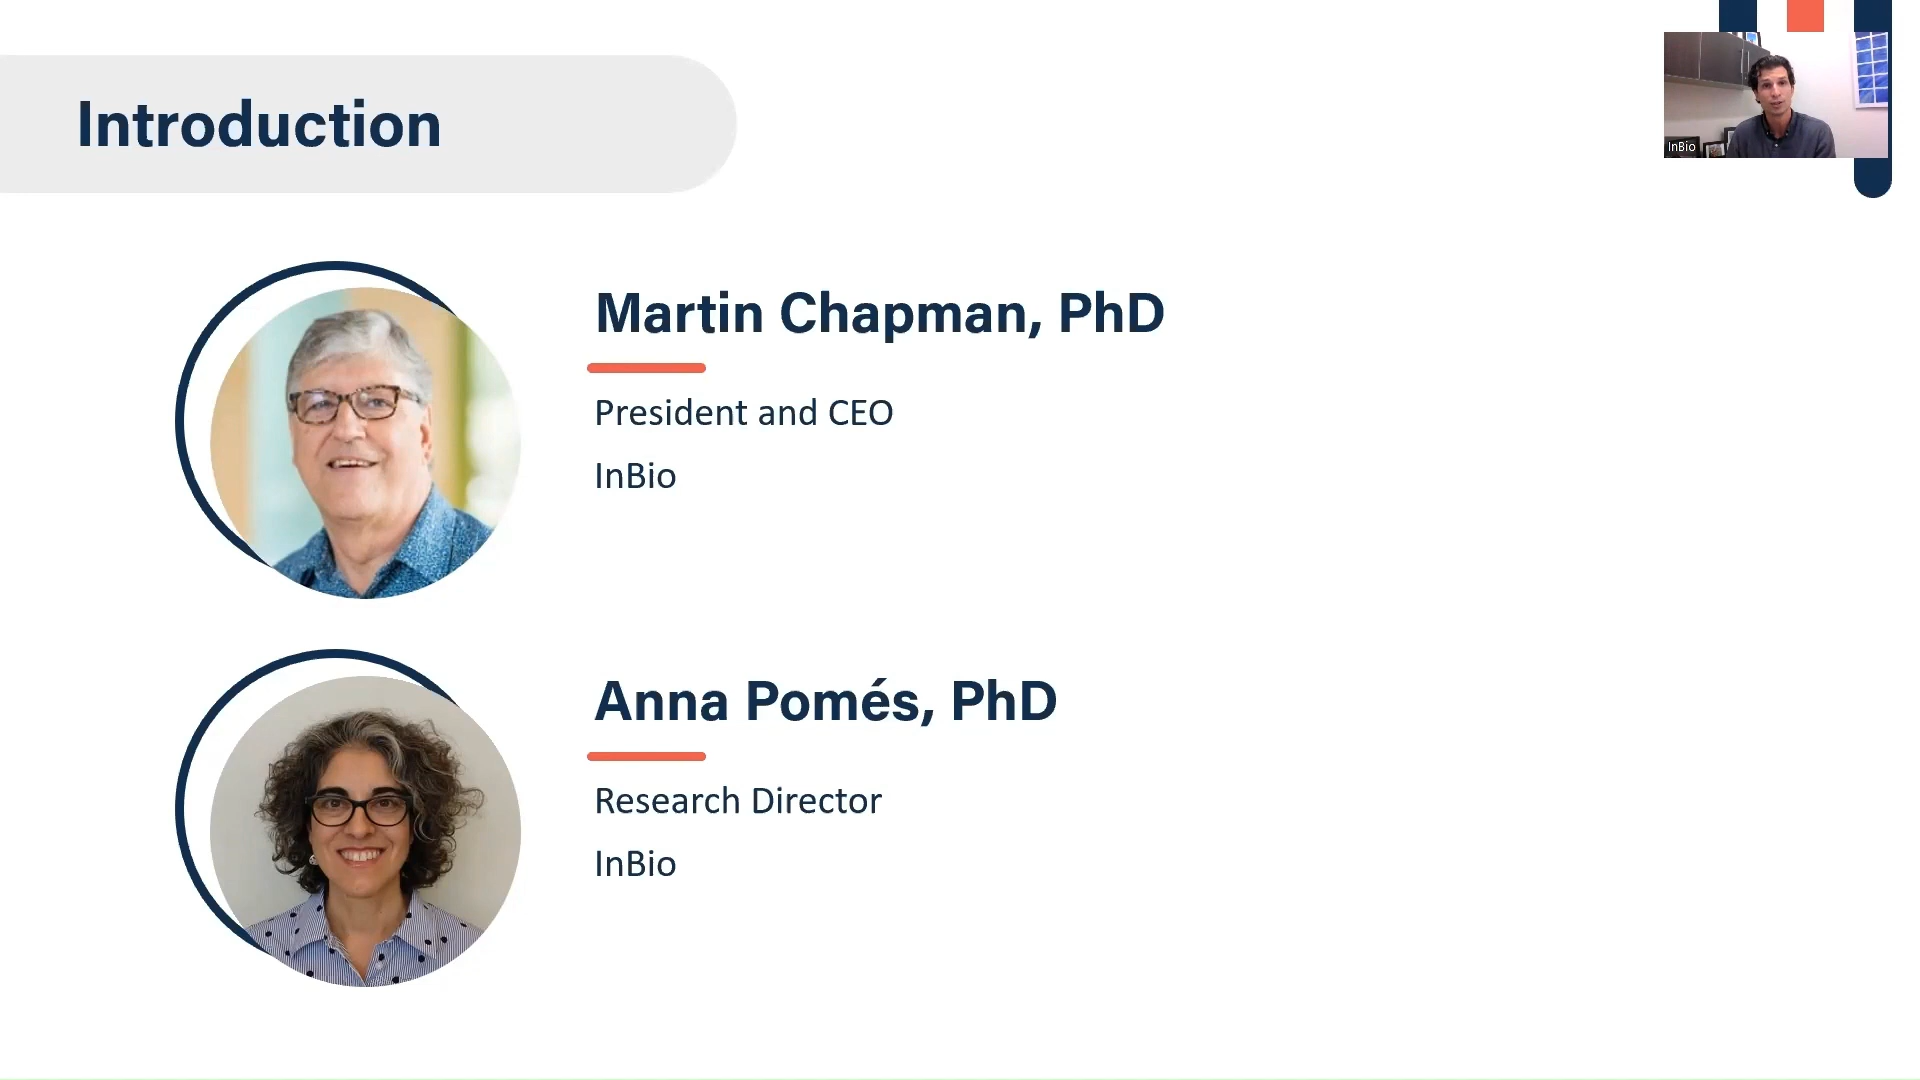 Introduction
InBio
Martin Chapman, PhD
President and CEO
InBio
Anna Pomés, PhD
Research Director
InBio